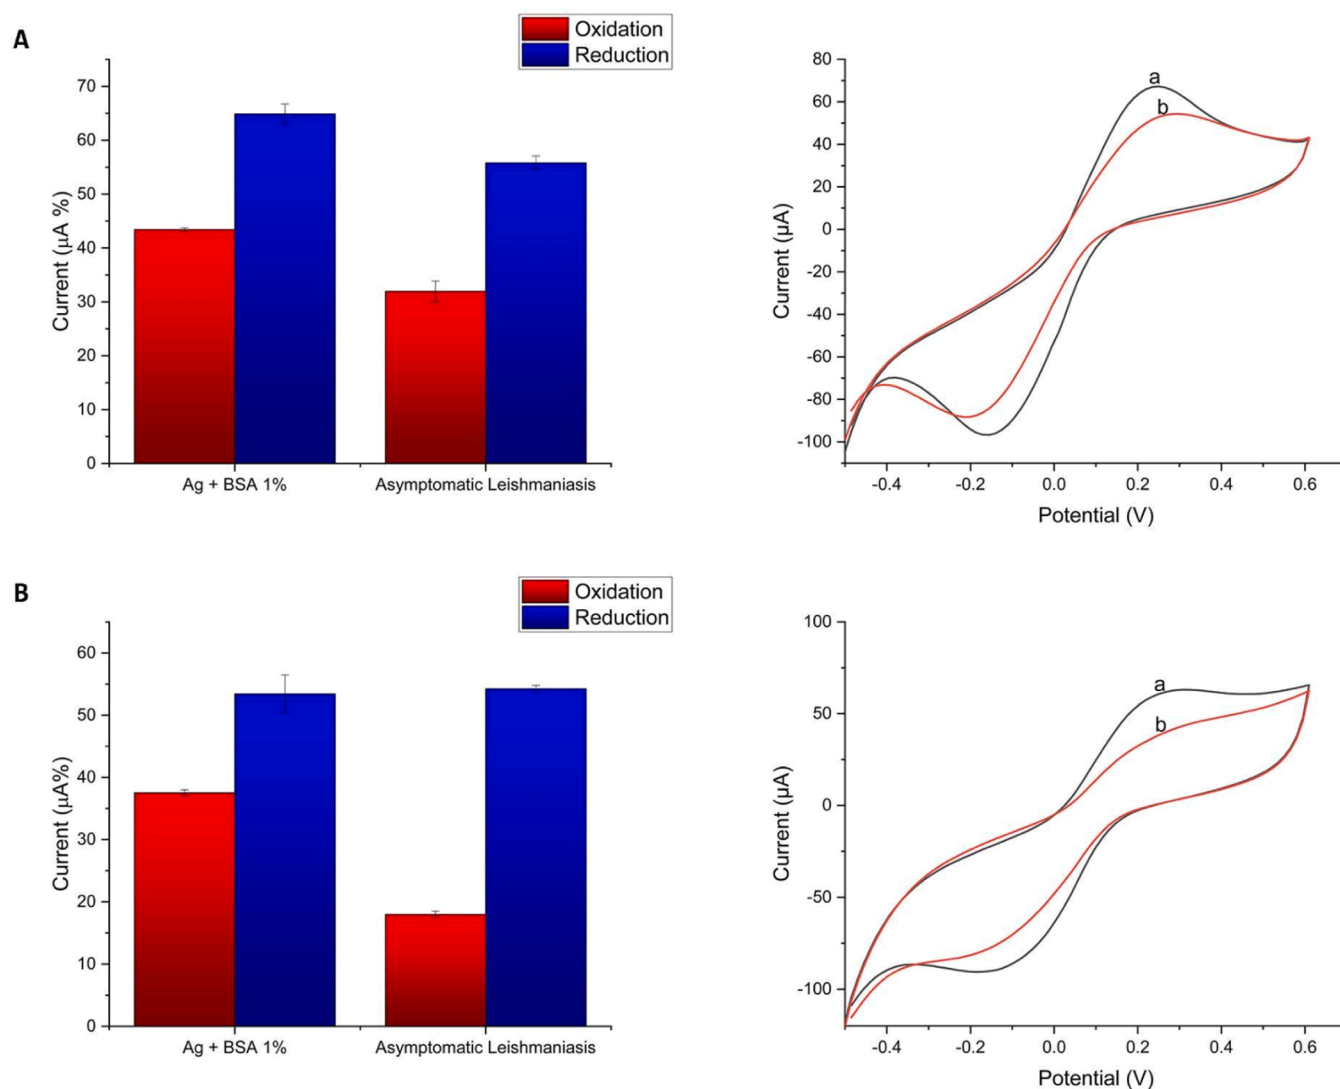 A
Oxidation
Reduction
Current (μA %)
70
60
50
40
30
20
10
0
Ag + BSA 1%
Asymptomatic Leishmaniasis
Current (μA)
80
60
40
20
0
-20
-40
-60
-80
-100
a
b
-0.4
-0.2
0.0
0.2
0.4
0.6
Potential (V)
B
Oxidation
Reduction
Current (μA%)
60
50
40
30
20
10
0
Ag + BSA 1%
Asymptomatic Leishmaniasis
Current (μA)
100
50
0
-50
-100
a
b
-0.4
-0.2
0.0
0.2
0.4
0.6
Potential (V)